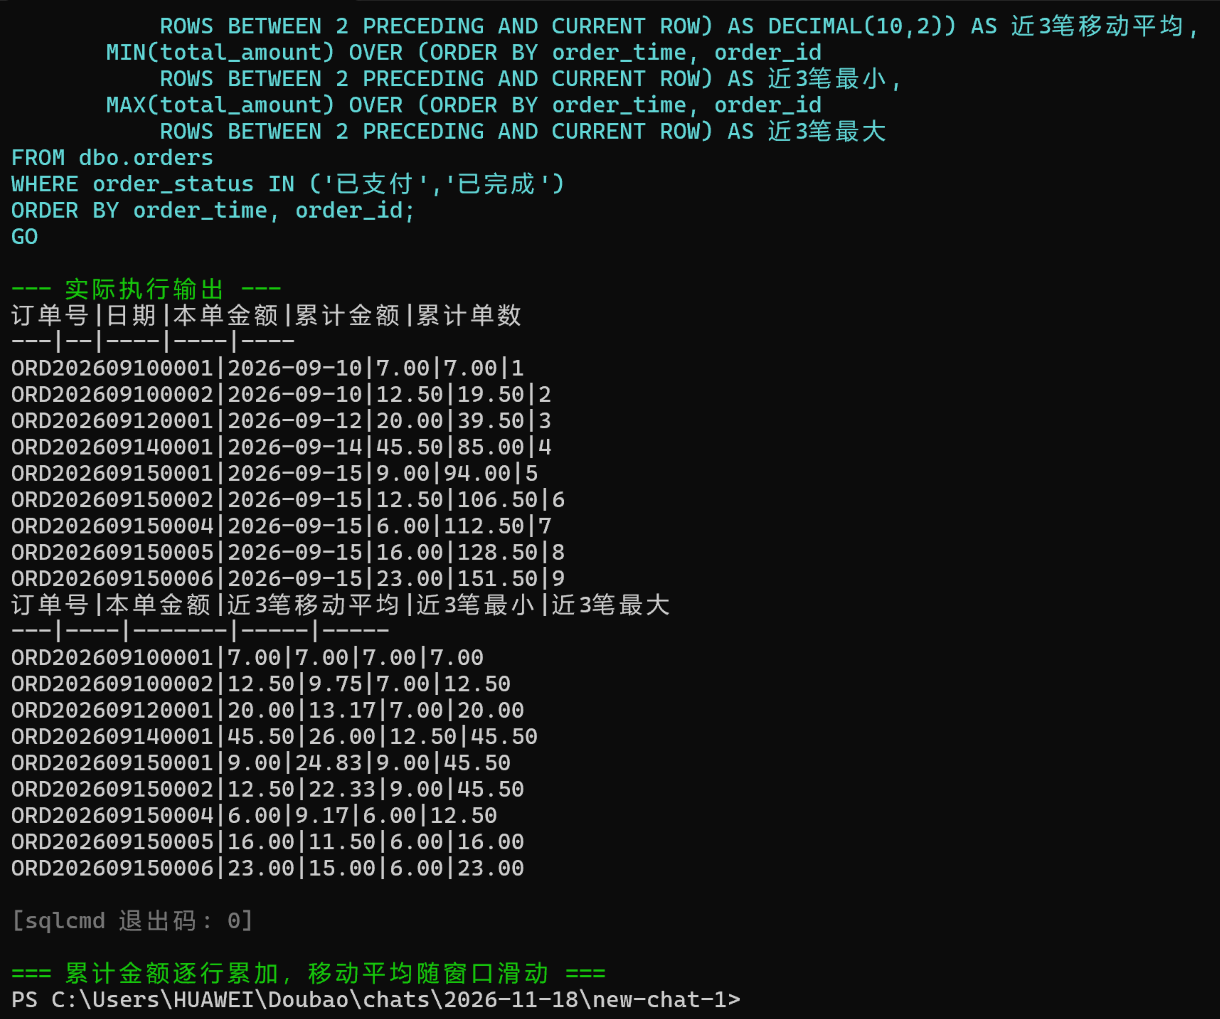 ROWS BETWEEN 2 PRECEDING AND CURRENT ROW) AS DECIMAL(10,2)) AS 近3笔移动平均,
MIN(total_amount) OVER (ORDER BY order_time, order_id
ROWS BETWEEN 2 PRECEDING AND CURRENT ROW) AS 近3笔最小,
MAX(total_amount) OVER (ORDER BY order_time, order_id
ROWS BETWEEN 2 PRECEDING AND CURRENT ROW) AS 近3笔最大
FROM dbo.orders
WHERE order_status IN ('已支付','已完成')
ORDER BY order_time, order_id;
GO
--- 实际执行输出 ---
订单号|日期|本单金额|累计金额|累计单数
---|--|----|----|----
ORD202609100001|2026-09-10|7.00|7.00|1
ORD202609100002|2026-09-10|12.50|19.50|2
ORD202609120001|2026-09-12|20.00|39.50|3
ORD202609140001|2026-09-14|45.50|85.00|4
ORD202609150001|2026-09-15|9.00|94.00|5
ORD202609150002|2026-09-15|12.50|106.50|6
ORD202609150004|2026-09-15|6.00|112.50|7
ORD202609150005|2026-09-15|16.00|128.50|8
ORD202609150006|2026-09-15|23.00|151.50|9
订单号|本单金额|近3笔移动平均|近3笔最小|近3笔最大
---|----|-------|-----|-----
ORD202609100001|7.00|7.00|7.00|7.00
ORD202609100002|12.50|9.75|7.00|12.50
ORD202609120001|20.00|13.17|7.00|20.00
ORD202609140001|45.50|26.00|12.50|45.50
ORD202609150001|9.00|24.83|9.00|45.50
ORD202609150002|12.50|22.33|9.00|45.50
ORD202609150004|6.00|9.17|6.00|12.50
ORD202609150005|16.00|11.50|6.00|16.00
ORD202609150006|23.00|15.00|6.00|23.00
[sqlcmd 退出码: 0]
=== 累计金额逐行累加, 移动平均随窗口滑动 ===
PS C:\Users\HUAWEI\Doubao\chats\2026-11-18\new-chat-1>